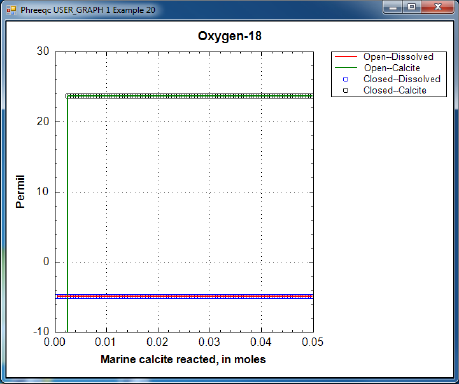 Phreeqc USER_GRAPH 1 Example 20
Oxygen-18
Open--Dissolved
Open--Calcite
Closed--Dissolved
Closed--Calcite
30
20
10
0
-10
Permil
0.00 0.01 0.02 0.03 0.04 0.05
Marine calcite reacted, in moles